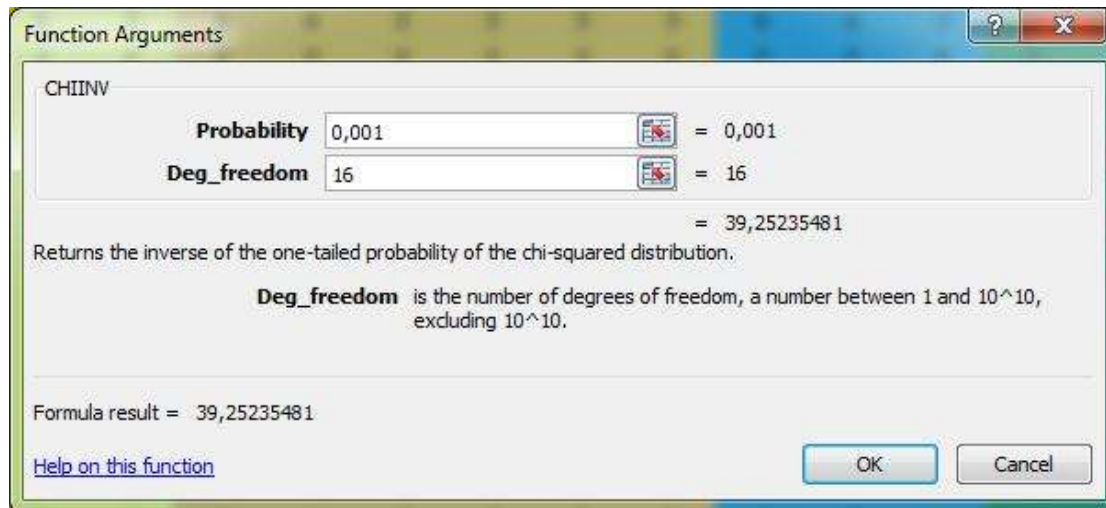 Function Arguments
CHIINV
Probability 0,001 = 0,001
Deg_freedom 16 = 16
= 39,25235481
Returns the inverse of the one-tailed probability of the chi-squared distribution.
Deg_freedom is the number of degrees of freedom, a number between 1 and 10^10,
excluding 10^10.
Formula result = 39,25235481
Help on this function
OK Cancel